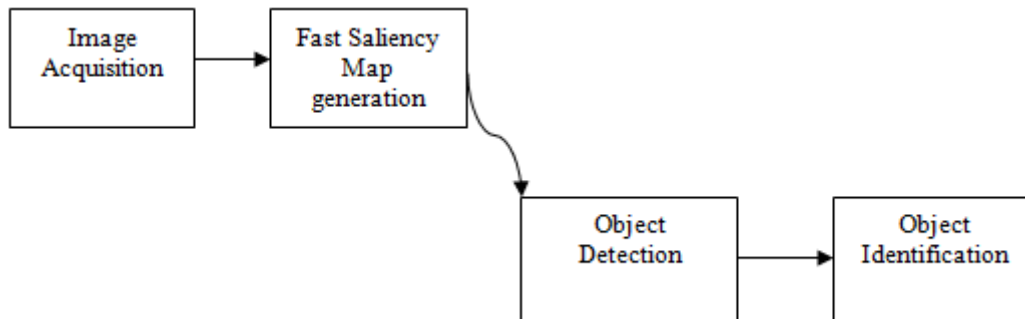 Image
Acquisition
Fast Saliency
Map
generation
Object
Detection
Object
Identification